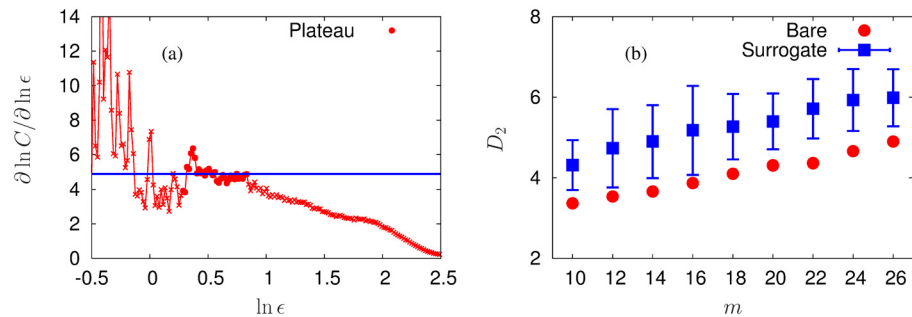 14
12
10
8
6
4
2
0
∂ ln C/∂ ln ϵ
(a)
Plateau
-0.5 0 0.5 1 1.5 2 2.5
ln ϵ
8
6
4
2
D₂
(b)
Bare
Surrogate
10 12 14 16 18 20 22 24 26
m